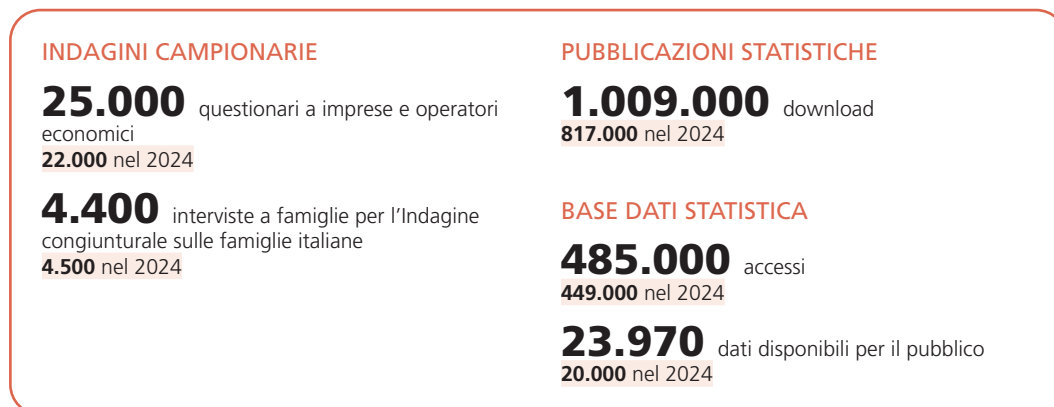 INDAGINI CAMPIONARIE
25.000 questionari a imprese e operatori
economici
22.000 nel 2024
4.400 interviste a famiglie per l’Indagine
congiunturale sulle famiglie italiane
4.500 nel 2024
PUBBLICAZIONI STATISTICHE
1.009.000 download
817.000 nel 2024
BASE DATI STATISTICA
485.000 accessi
449.000 nel 2024
23.970 dati disponibili per il pubblico
20.000 nel 2024